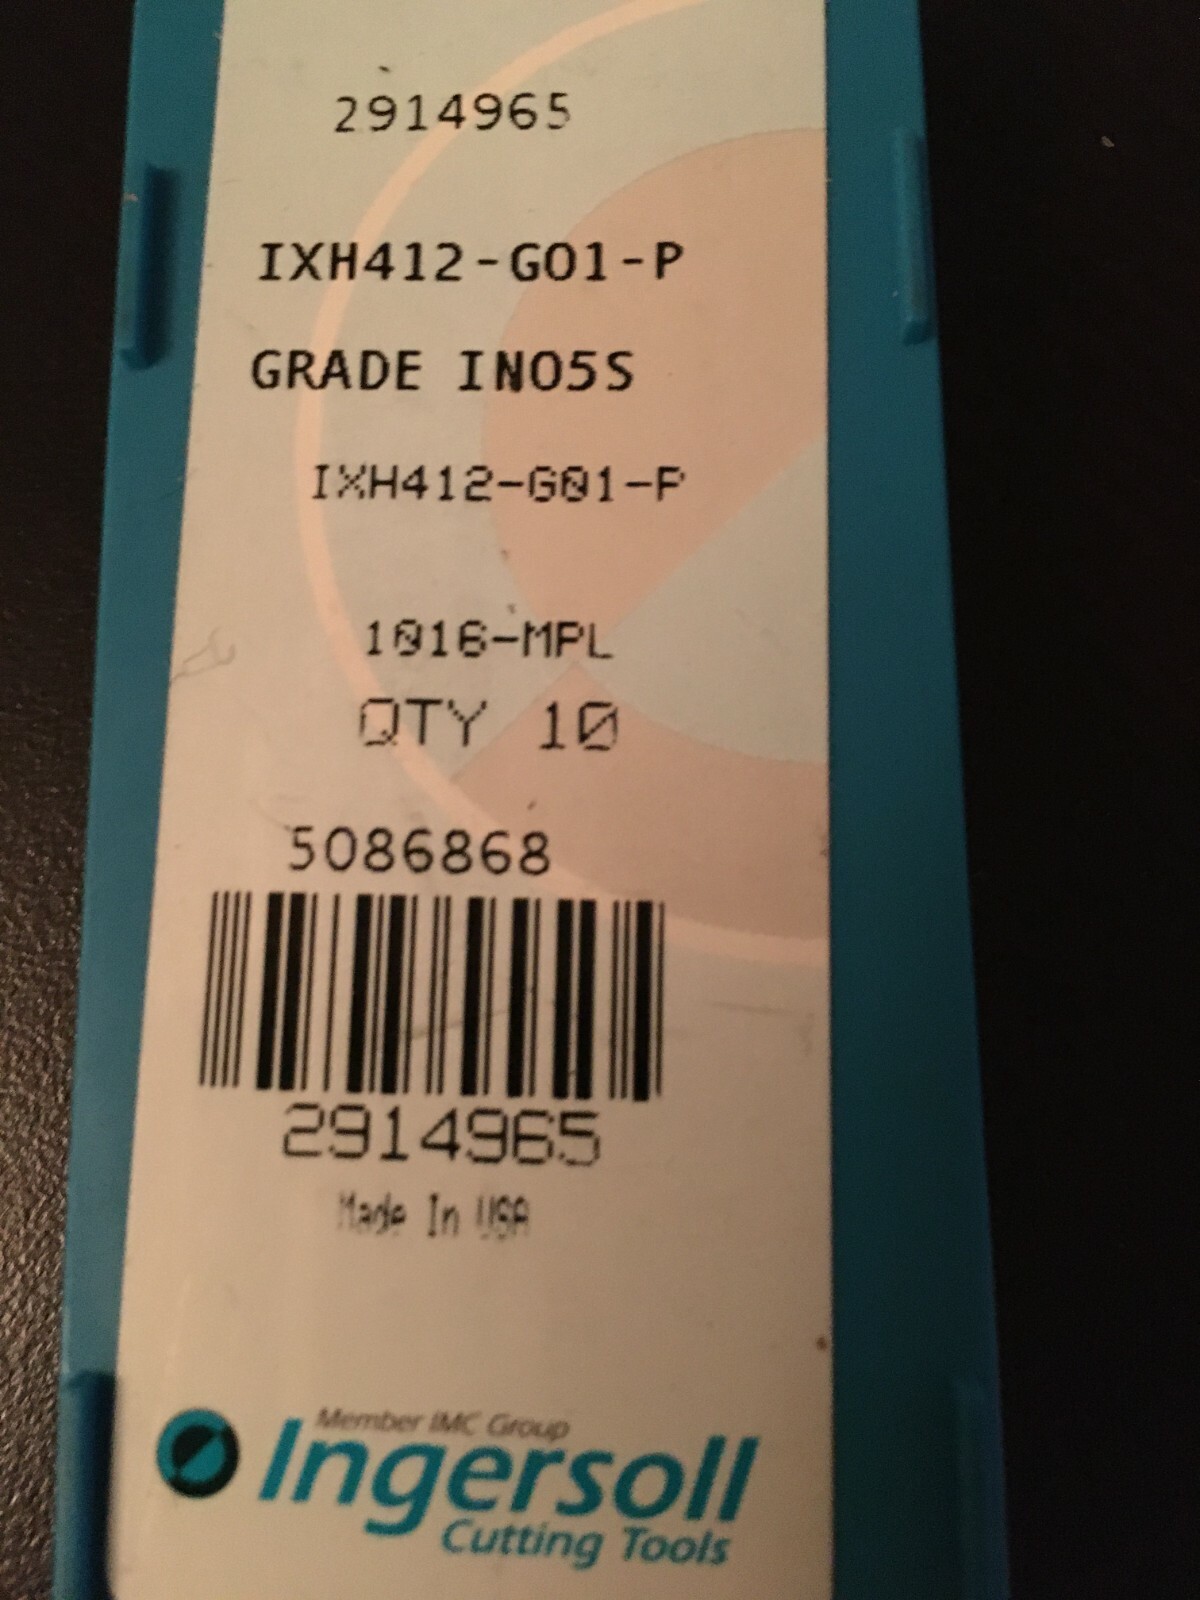 2914965
IXH412-G01-P
GRADE IN05S
IXH412-G01-P
1016-MPL
QTY 10
5086868
2914965
Made In USA
Member IMC Group
Ingersoll
Cutting Tools